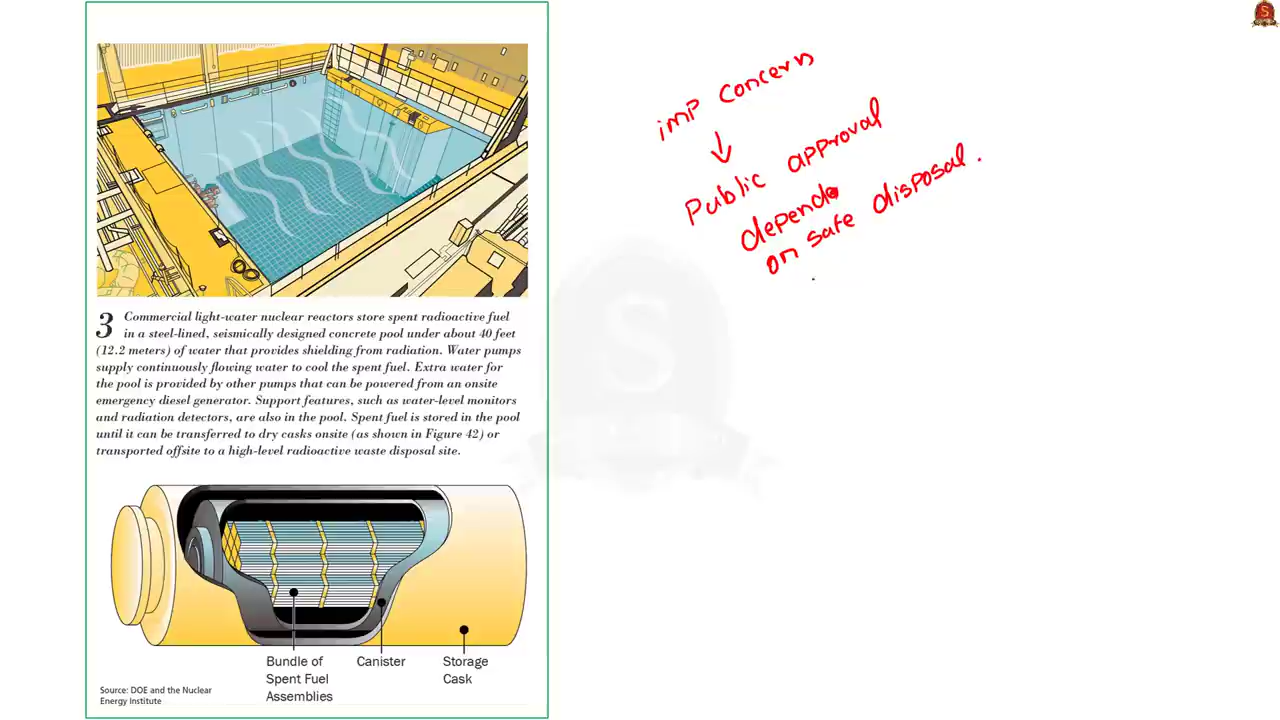 3 Commercial light-water nuclear reactors store spent radioactive fuel
in a steel-lined, seismically designed concrete pool under about 40 feet
(12.2 meters) of water that provides shielding from radiation. Water pumps
supply continuously flowing water to cool the spent fuel. Extra water for
the pool is provided by other pumps that can be powered from an onsite
emergency diesel generator. Support features, such as water-level monitors
and radiation detectors, are also in the pool. Spent fuel is stored in the pool
until it can be transferred to dry casks onsite (as shown in Figure 42) or
transported offsite to a high-level radioactive waste disposal site.
Bundle of
Spent Fuel
Assemblies
Canister
Storage
Cask
Source: DOE and the Nuclear
Energy Institute
imp concern
↓
Public approval
depends
on safe disposal.
S
S